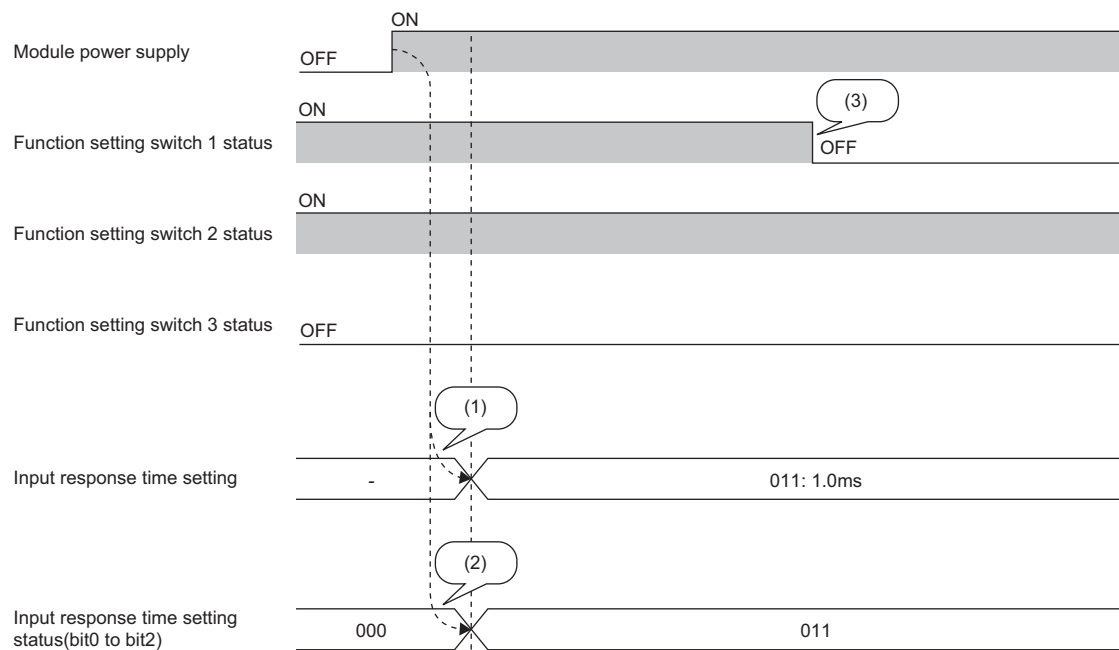 ON
Module power supply
OFF
ON
(3)
Function setting switch 1 status
OFF
ON
Function setting switch 2 status
Function setting switch 3 status
OFF
(1)
Input response time setting
-
011: 1.0ms
(2)
Input response time setting
status(bit0 to bit2)
000
011